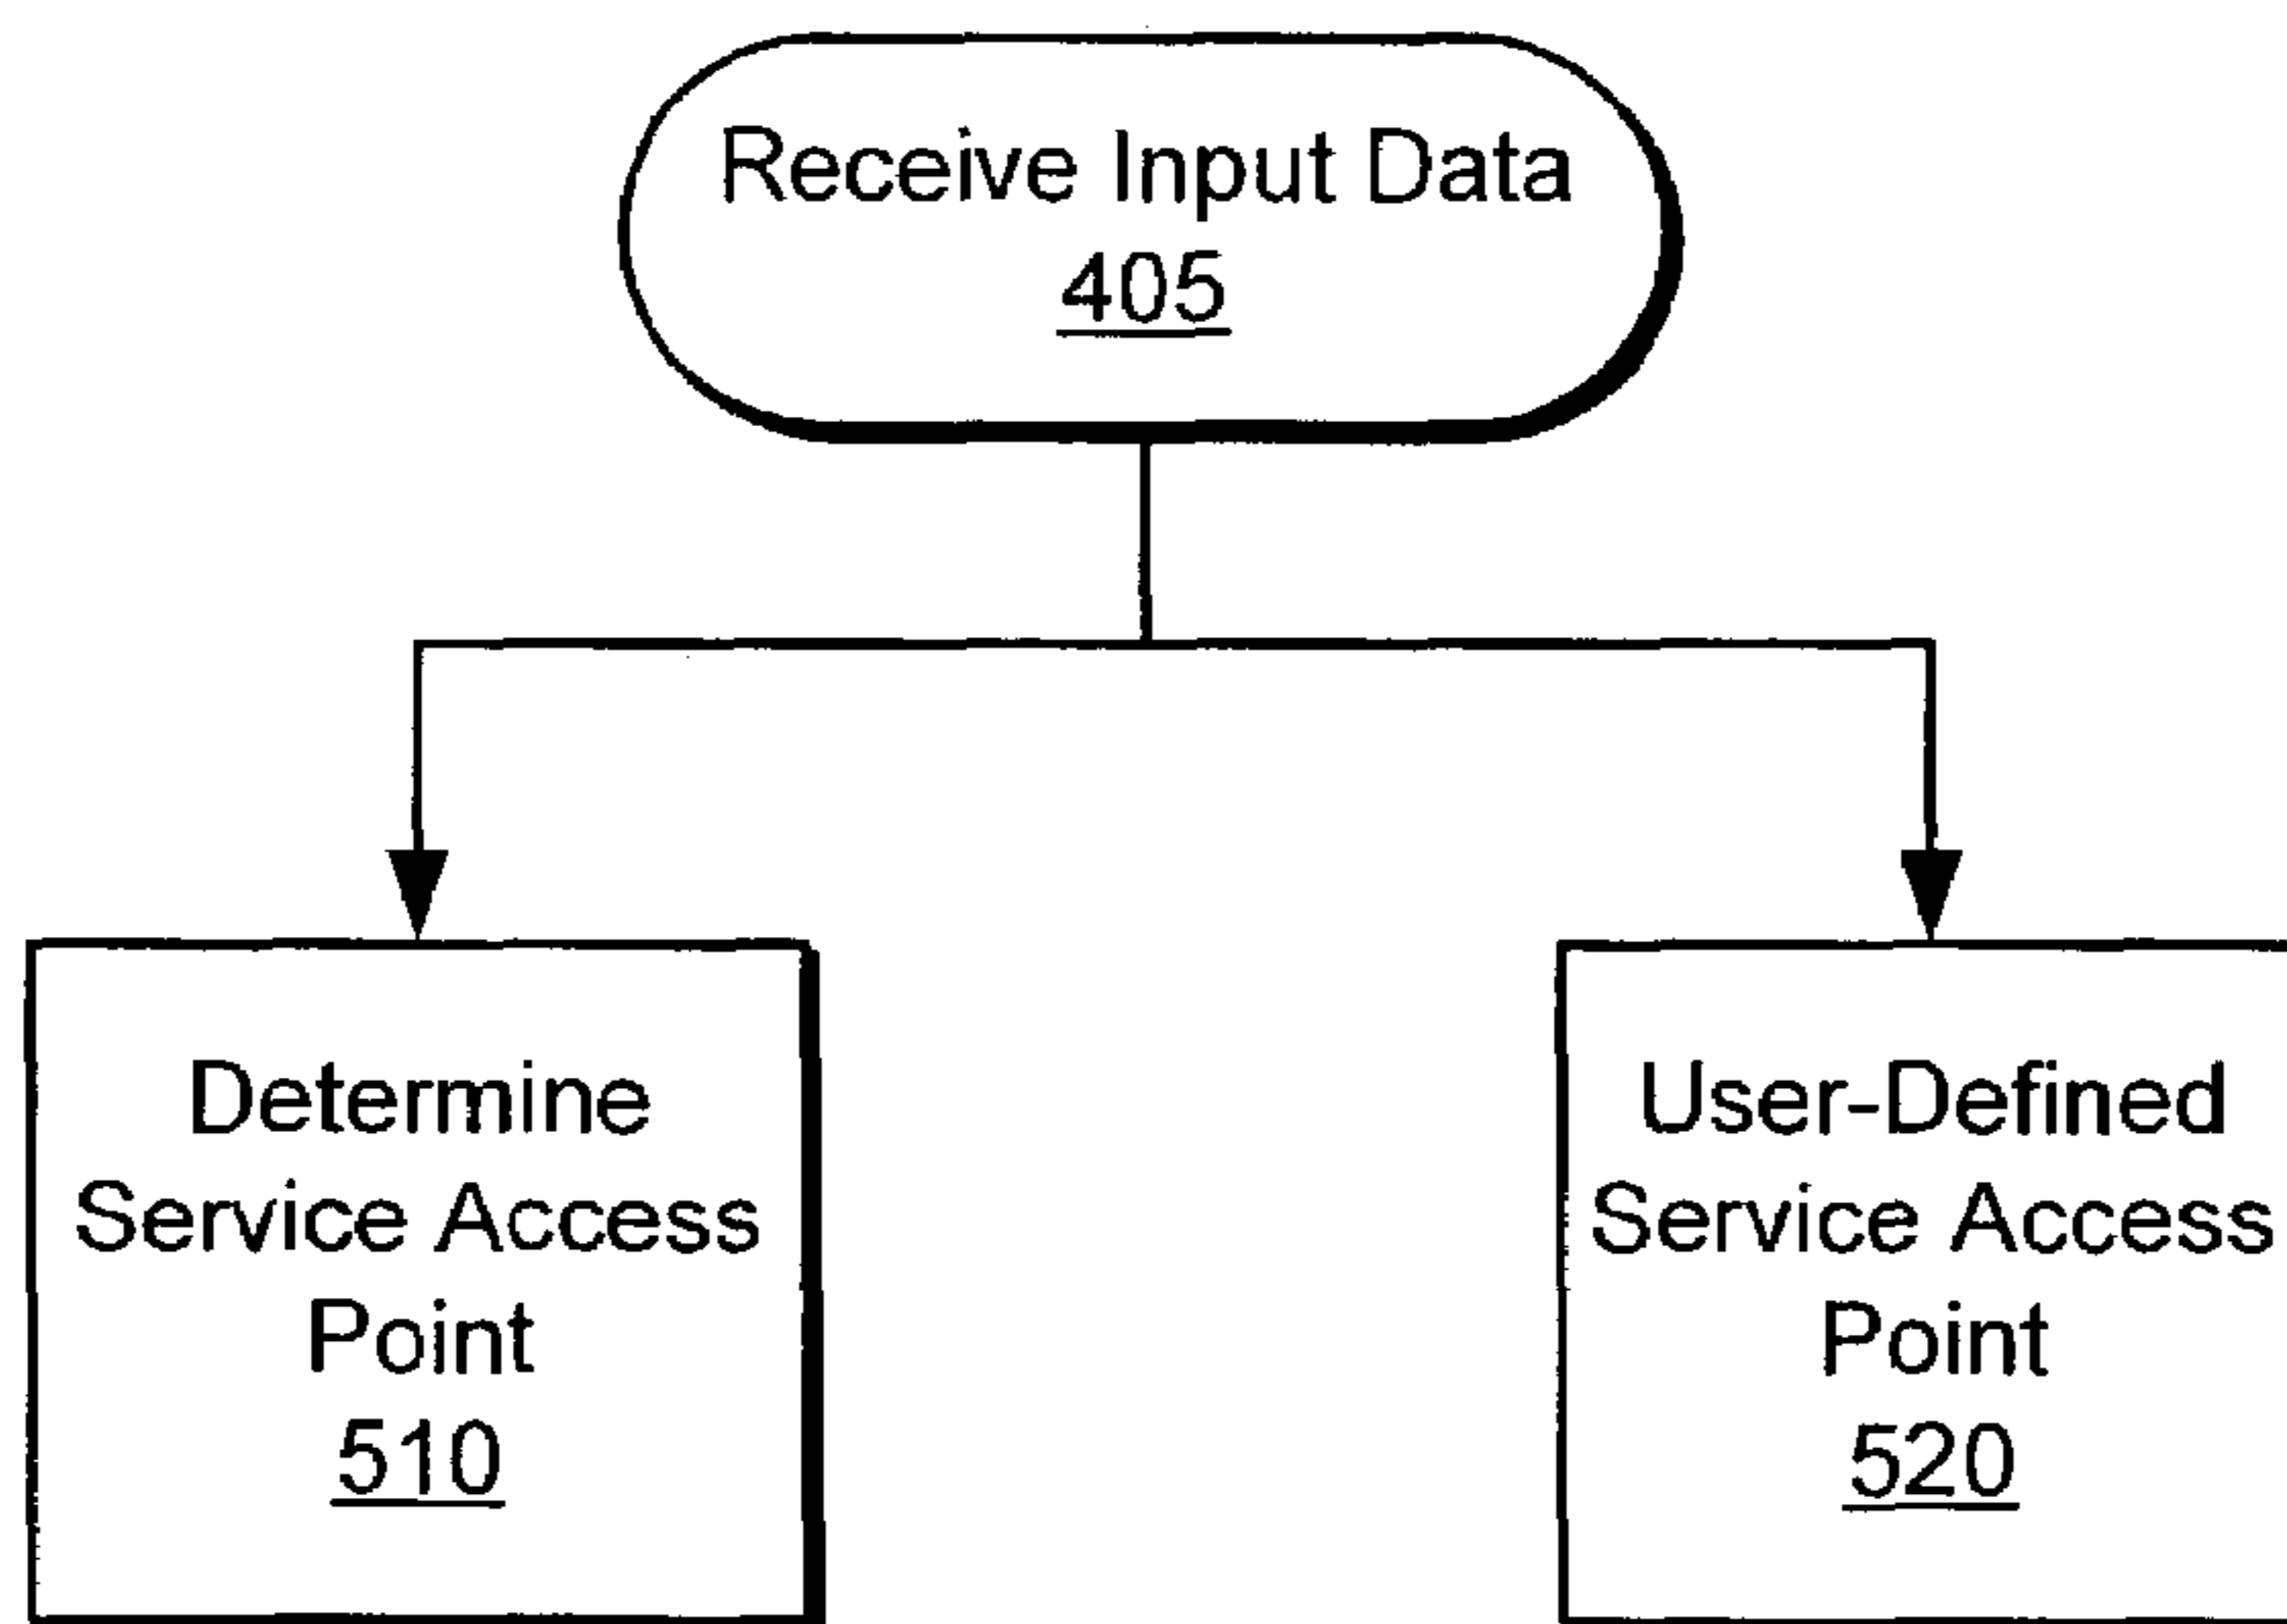 Receive Input Data
405
Determine
Service Access
Point
510
User-Defined
Service Access
Point
520